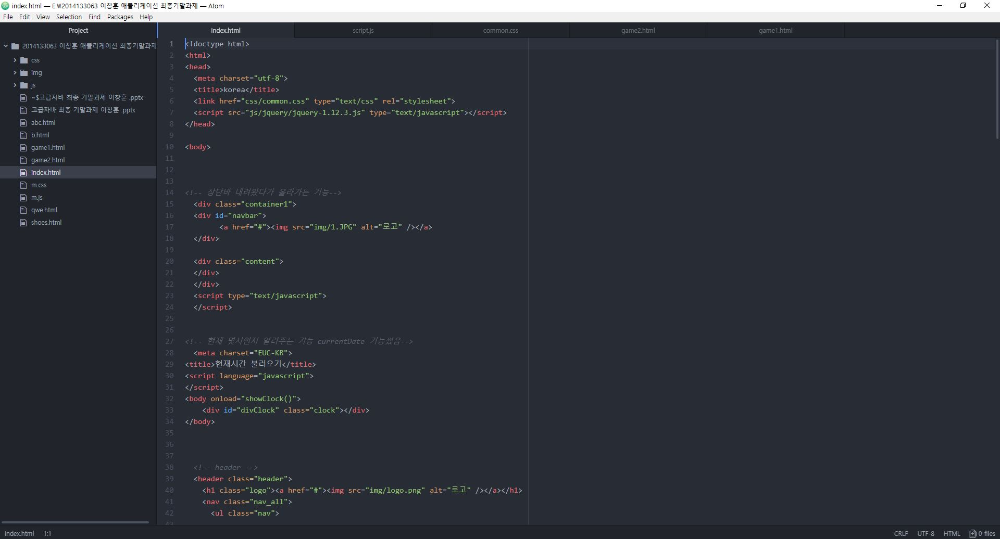 index.html — E:₩2014133063 이창훈 애플리케이션 최종기말과제 — Atom
File Edit View Selection Find Packages Help
Project
2014133063 이창훈 애플리케이션 최종기말과제
css
img
js
~$고급자바 최종 기말과제 이창훈 .pptx
고급자바 최종 기말과제 이창훈 .pptx
abc.html
b.html
game1.html
game2.html
index.html
m.css
m.js
qwe.html
shoes.html
index.html script.js common.css game2.html game1.html
1 <!doctype html>
2 <html>
3 <head>
4 <meta charset="utf-8">
5 <title>korea</title>
6 <link href="css/common.css" type="text/css" rel="stylesheet">
7 <script src="js/jquery/jquery-1.12.3.js" type="text/javascript"></script>
8 </head>
9
10 <body>
11
12
13
14 <!-- 상단바 내려왔다가 올라가는 기능-->
15 <div class="container1">
16 <div id="navbar">
17 <a href="#"><img src="img/1.JPG" alt="로고" /></a>
18 </div>
19
20 <div class="content">
21 </div>
22 </div>
23 <script type="text/javascript">
24 </script>
25
26
27 <!-- 현재 몇시인지 알려주는 기능 currentDate 기능썼음-->
28 <meta charset="EUC-KR">
29 <title>현재시간 불러오기</title>
30 <script language="javascript">
31 </script>
32 <body onload="showClock()">
33 <div id="divClock" class="clock"></div>
34 </body>
35
36
37
38 <!-- header -->
39 <header class="header">
40 <h1 class="logo"><a href="#"><img src="img/logo.png" alt="로고" /></a></h1>
41 <nav class="nav_all">
42 <ul class="nav">
43
index.html 1:1 CRLF UTF-8 HTML 0 files